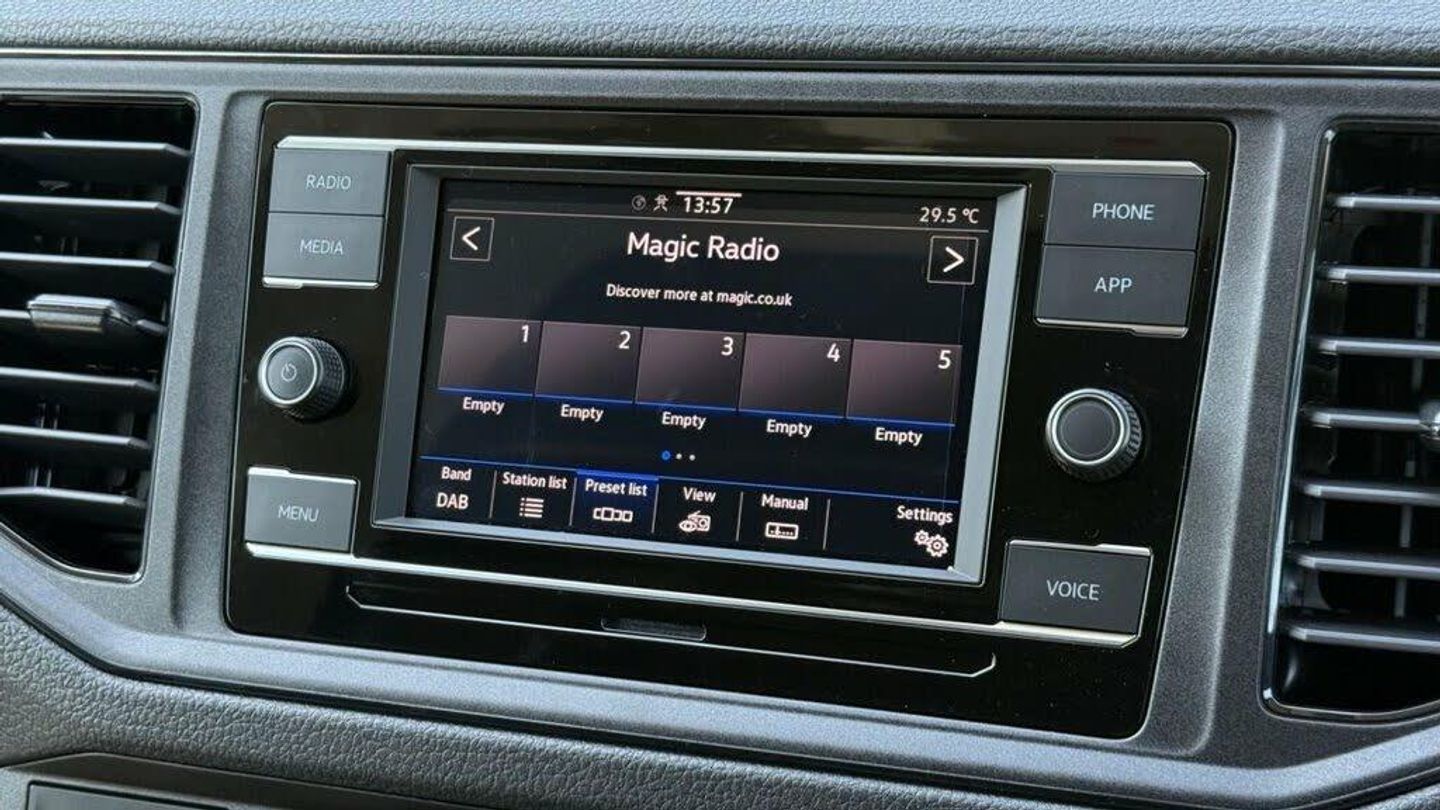 RADIO
MEDIA
MENU
13:57
29.5 °C
<
Magic Radio
>
Discover more at magic.co.uk
1 2 3 4 5
Empty Empty Empty Empty Empty
Band Station list Preset list View Manual Settings
DAB
PHONE
APP
VOICE